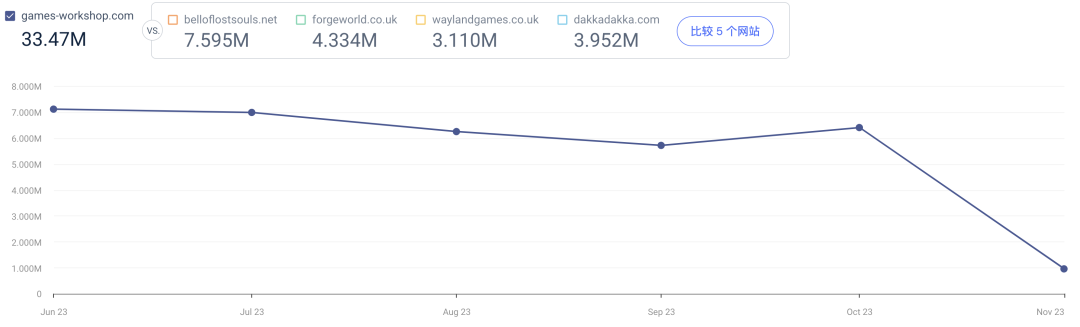 games-workshop.com
33.47M
VS.
belloflostsouls.net
7.595M
forgeworld.co.uk
4.334M
waylandgames.co.uk
3.110M
dakkadakka.com
3.952M
比较 5 个网站
8.000M
7.000M
6.000M
5.000M
4.000M
3.000M
2.000M
1.000M
0
Jun 23
Jul 23
Aug 23
Sep 23
Oct 23
Nov 23